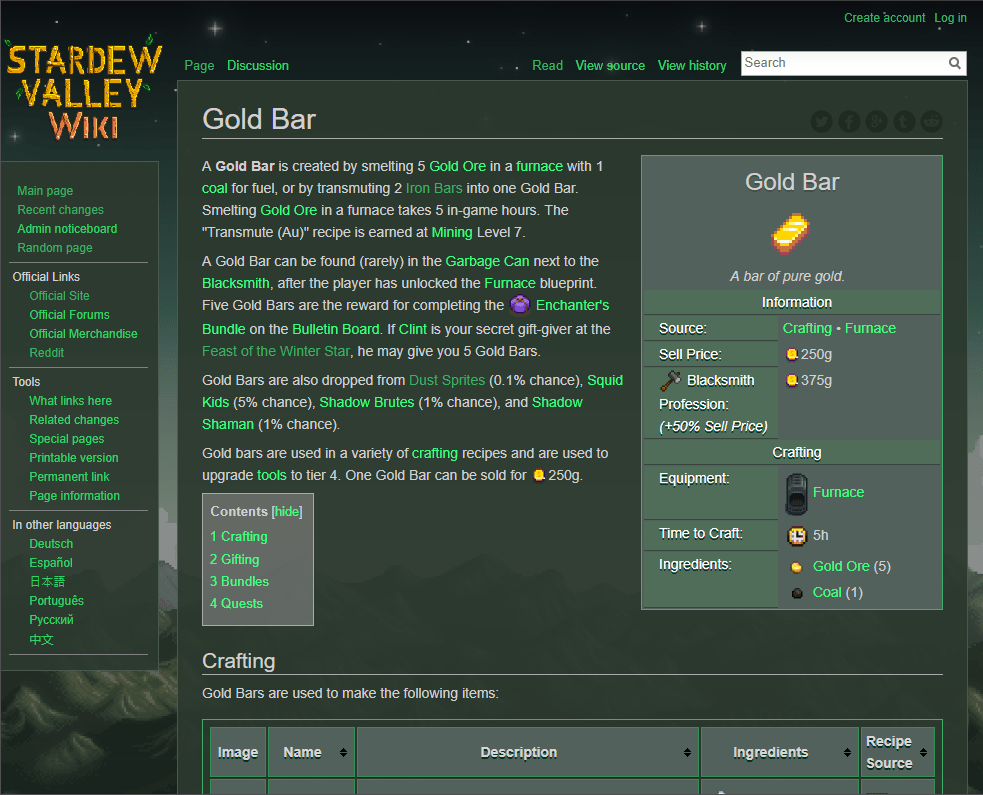 Create account Log in
STARDEW
VALLEY
WIKI
Page Discussion Read View source View history Search
Main page
Recent changes
Admin noticeboard
Random page
Official Links
Official Site
Official Forums
Official Merchandise
Reddit
Tools
What links here
Related changes
Special pages
Printable version
Permanent link
Page information
In other languages
Deutsch
Español
日本語
Português
Русский
中文
Gold Bar
A Gold Bar is created by smelting 5 Gold Ore in a furnace with 1
coal for fuel, or by transmuting 2 Iron Bars into one Gold Bar.
Smelting Gold Ore in a furnace takes 5 in-game hours. The
"Transmute (Au)" recipe is earned at Mining Level 7.
A Gold Bar can be found (rarely) in the Garbage Can next to the
Blacksmith, after the player has unlocked the Furnace blueprint.
Five Gold Bars are the reward for completing the Enchanter's
Bundle on the Bulletin Board. If Clint is your secret gift-giver at the
Feast of the Winter Star, he may give you 5 Gold Bars.
Gold Bars are also dropped from Dust Sprites (0.1% chance), Squid
Kids (5% chance), Shadow Brutes (1% chance), and Shadow
Shaman (1% chance).
Gold bars are used in a variety of crafting recipes and are used to
upgrade tools to tier 4. One Gold Bar can be sold for 250g.
Contents [hide]
1 Crafting
2 Gifting
3 Bundles
4 Quests
Gold Bar
A bar of pure gold.
Information
Source: Crafting • Furnace
Sell Price: 250g
Blacksmith 375g
Profession:
(+50% Sell Price)
Crafting
Equipment: Furnace
Time to Craft: 5h
Ingredients: Gold Ore (5)
Coal (1)
Crafting
Gold Bars are used to make the following items:
Image Name Description Ingredients Recipe
Source